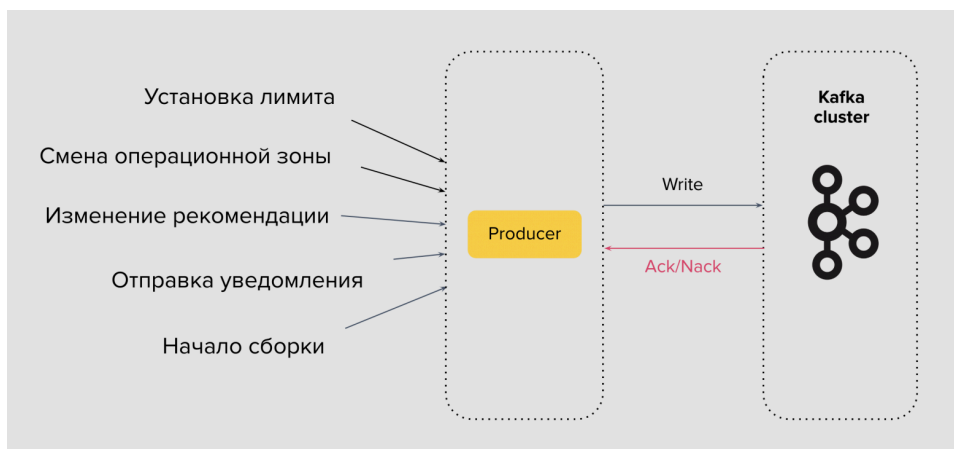 Установка лимита
Смена операционной зоны
Изменение рекомендации
Отправка уведомления
Начало сборки
Producer
Write
Ack/Nack
Kafka
cluster